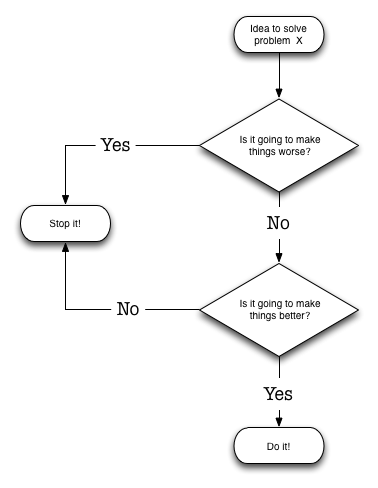 Idea to solve
problem X
Is it going to make
things worse?
Yes
Stop it!
No
Is it going to make
things better?
No
Yes
Do it!